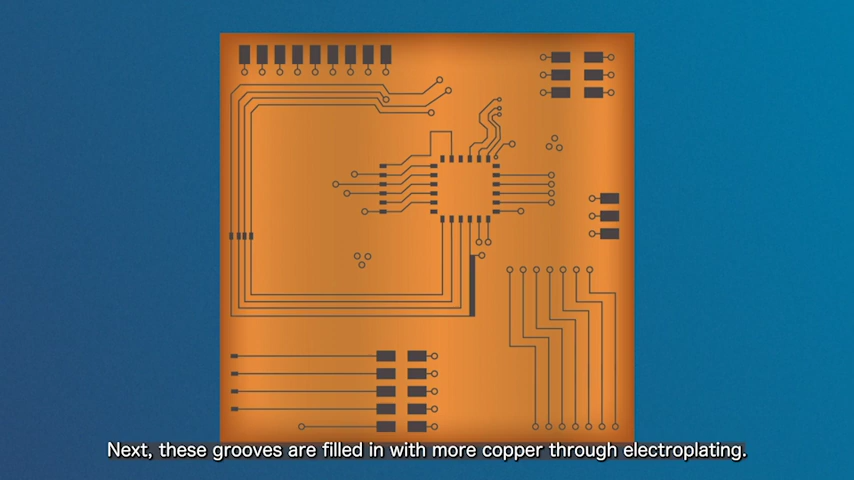 Next, these grooves are filled in with more copper through electroplating.